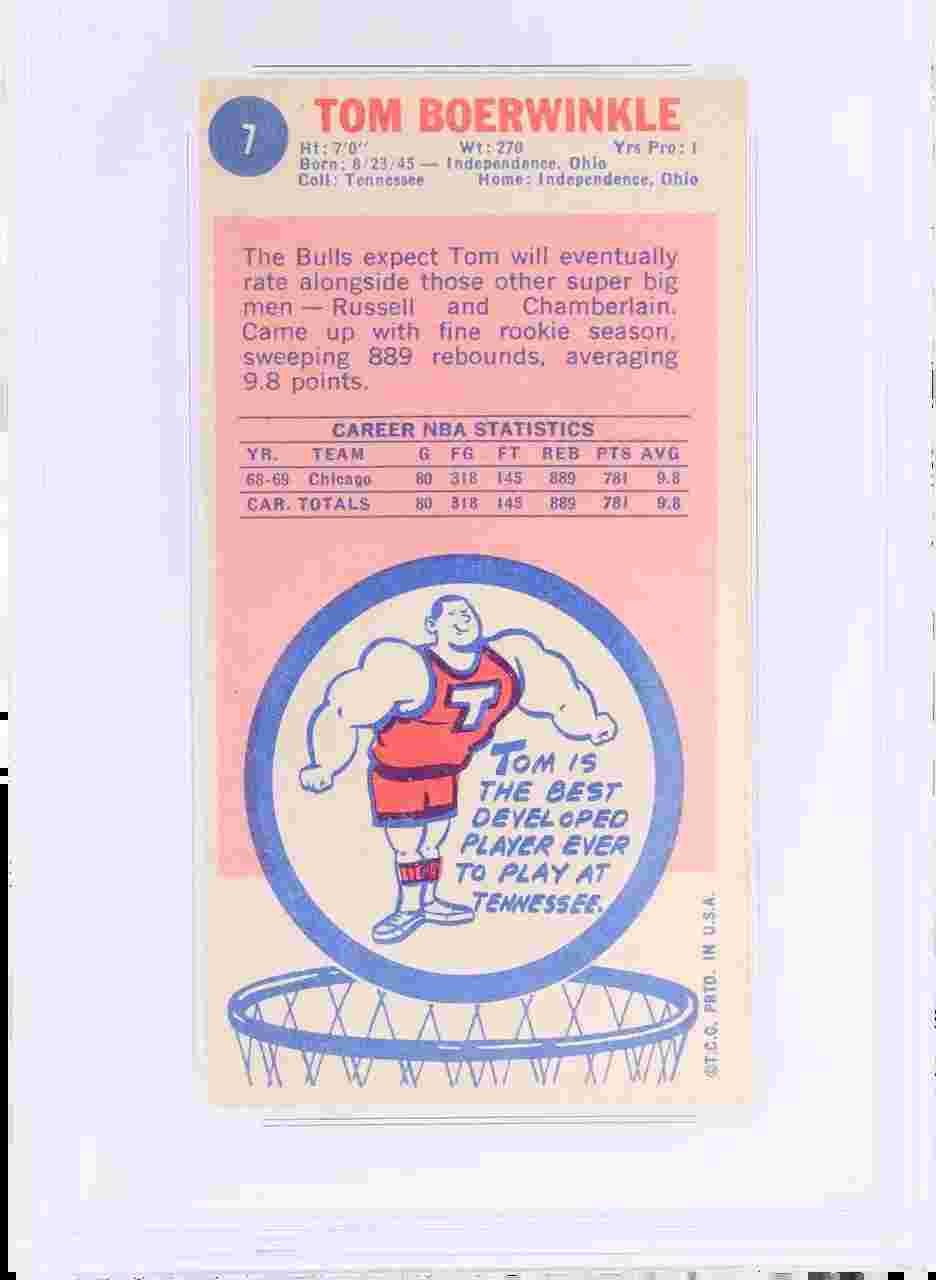 7
TOM BOERWINKLE
Ht: 7'0" Wt: 270 Yrs Pro: 1
Born: 8/23/45 — Independence, Ohio
Coll: Tennessee Home: Independence, Ohio
The Bulls expect Tom will eventually
rate alongside those other super big
men — Russell and Chamberlain.
Came up with fine rookie season,
sweeping 889 rebounds, averaging
9.8 points.
CAREER NBA STATISTICS
YR. TEAM G FG FT REB PTS AVG
68-69 Chicago 80 318 145 889 781 9.8
CAR. TOTALS 80 318 145 889 781 9.8
T
TOM IS
THE BEST
DEVELOPED
PLAYER EVER
TO PLAY AT
TENNESSEE.
©T.C.G. PRTD. IN U.S.A.